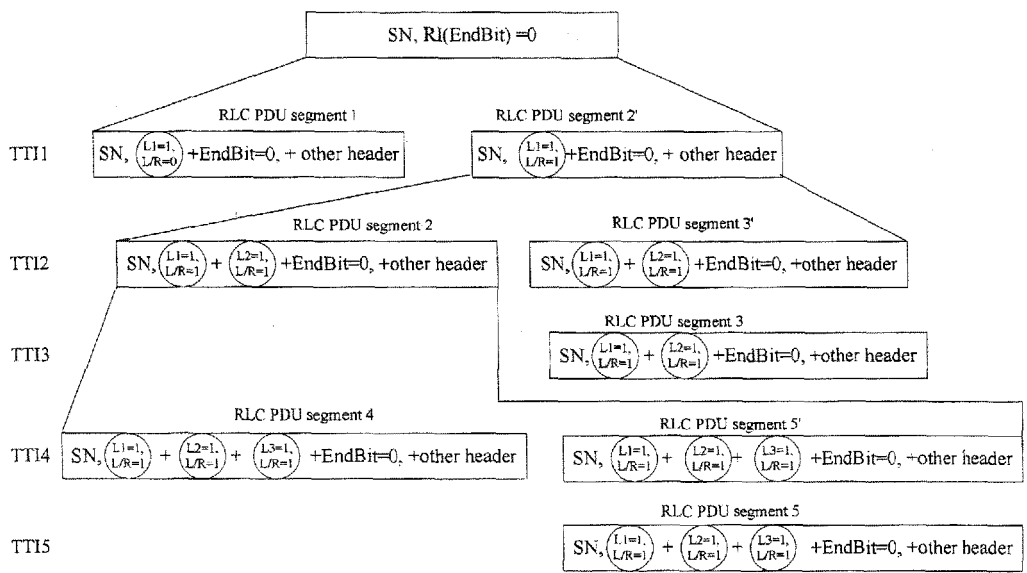 SN, RI(EndBit) =0
RLC PDU segment 1
RLC PDU segment 2'
TTI1
SN, L1=1, L/R=0 +EndBit=0, + other header
SN, L1=1, L/R=1 +EndBit=0, + other header
RLC PDU segment 2
RLC PDU segment 3'
TTI2
SN, L1=1, L/R=1 + L2=1, L/R=1 +EndBit=0, +other header
SN, L1=1, L/R=1 + L2=1, L/R=1 +EndBit=0, +other header
RLC PDU segment 3
TTI3
SN, L1=1, L/R=1 + L2=1, L/R=1 +EndBit=0, +other header
RLC PDU segment 4
RLC PDU segment 5'
TTI4
SN, L1=1, L/R=1 + L2=1, L/R=1 + L3=1, L/R=1 +EndBit=0, +other header
SN, L1=1, L/R=1 + L2=1, L/R=1 + L3=1, L/R=1 +EndBit=0, +other header
RLC PDU segment 5
TTI5
SN, L1=1, L/R=1 + L2=1, L/R=1 + L3=1, L/R=1 +EndBit=0, +other header